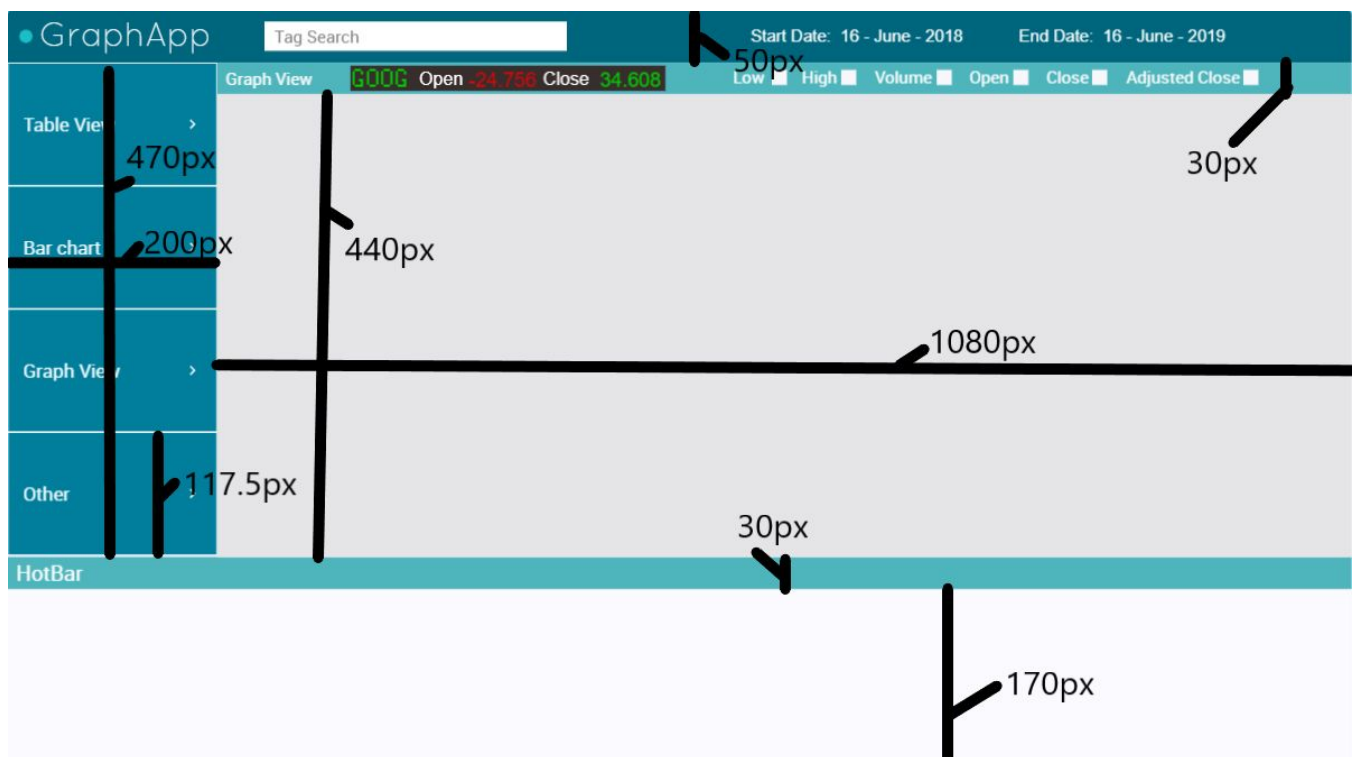 GraphApp Tag Search Start Date: 16 - June - 2018 End Date: 16 - June - 2019
50px
Graph View GOOG Open -24.756 Close 34.608 Low High Volume Open Close Adjusted Close
Table View >
470px
30px
Bar chart
200px
440px
1080px
Graph View >
Other
117.5px
30px
HotBar
170px